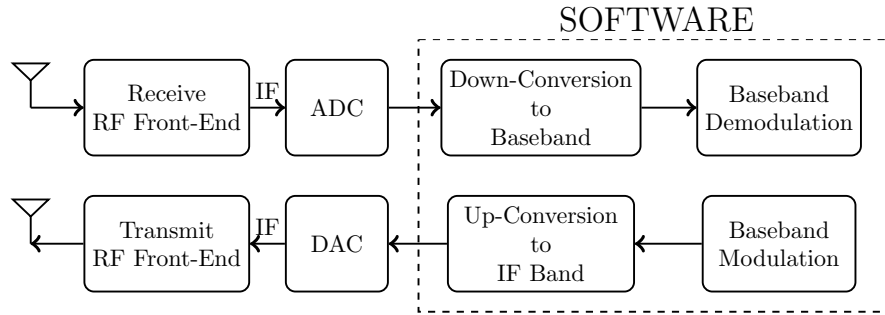 SOFTWARE
Receive
RF Front-End
IF
ADC
Down-Conversion
to
Baseband
Baseband
Demodulation
Transmit
RF Front-End
IF
DAC
Up-Conversion
to
IF Band
Baseband
Modulation